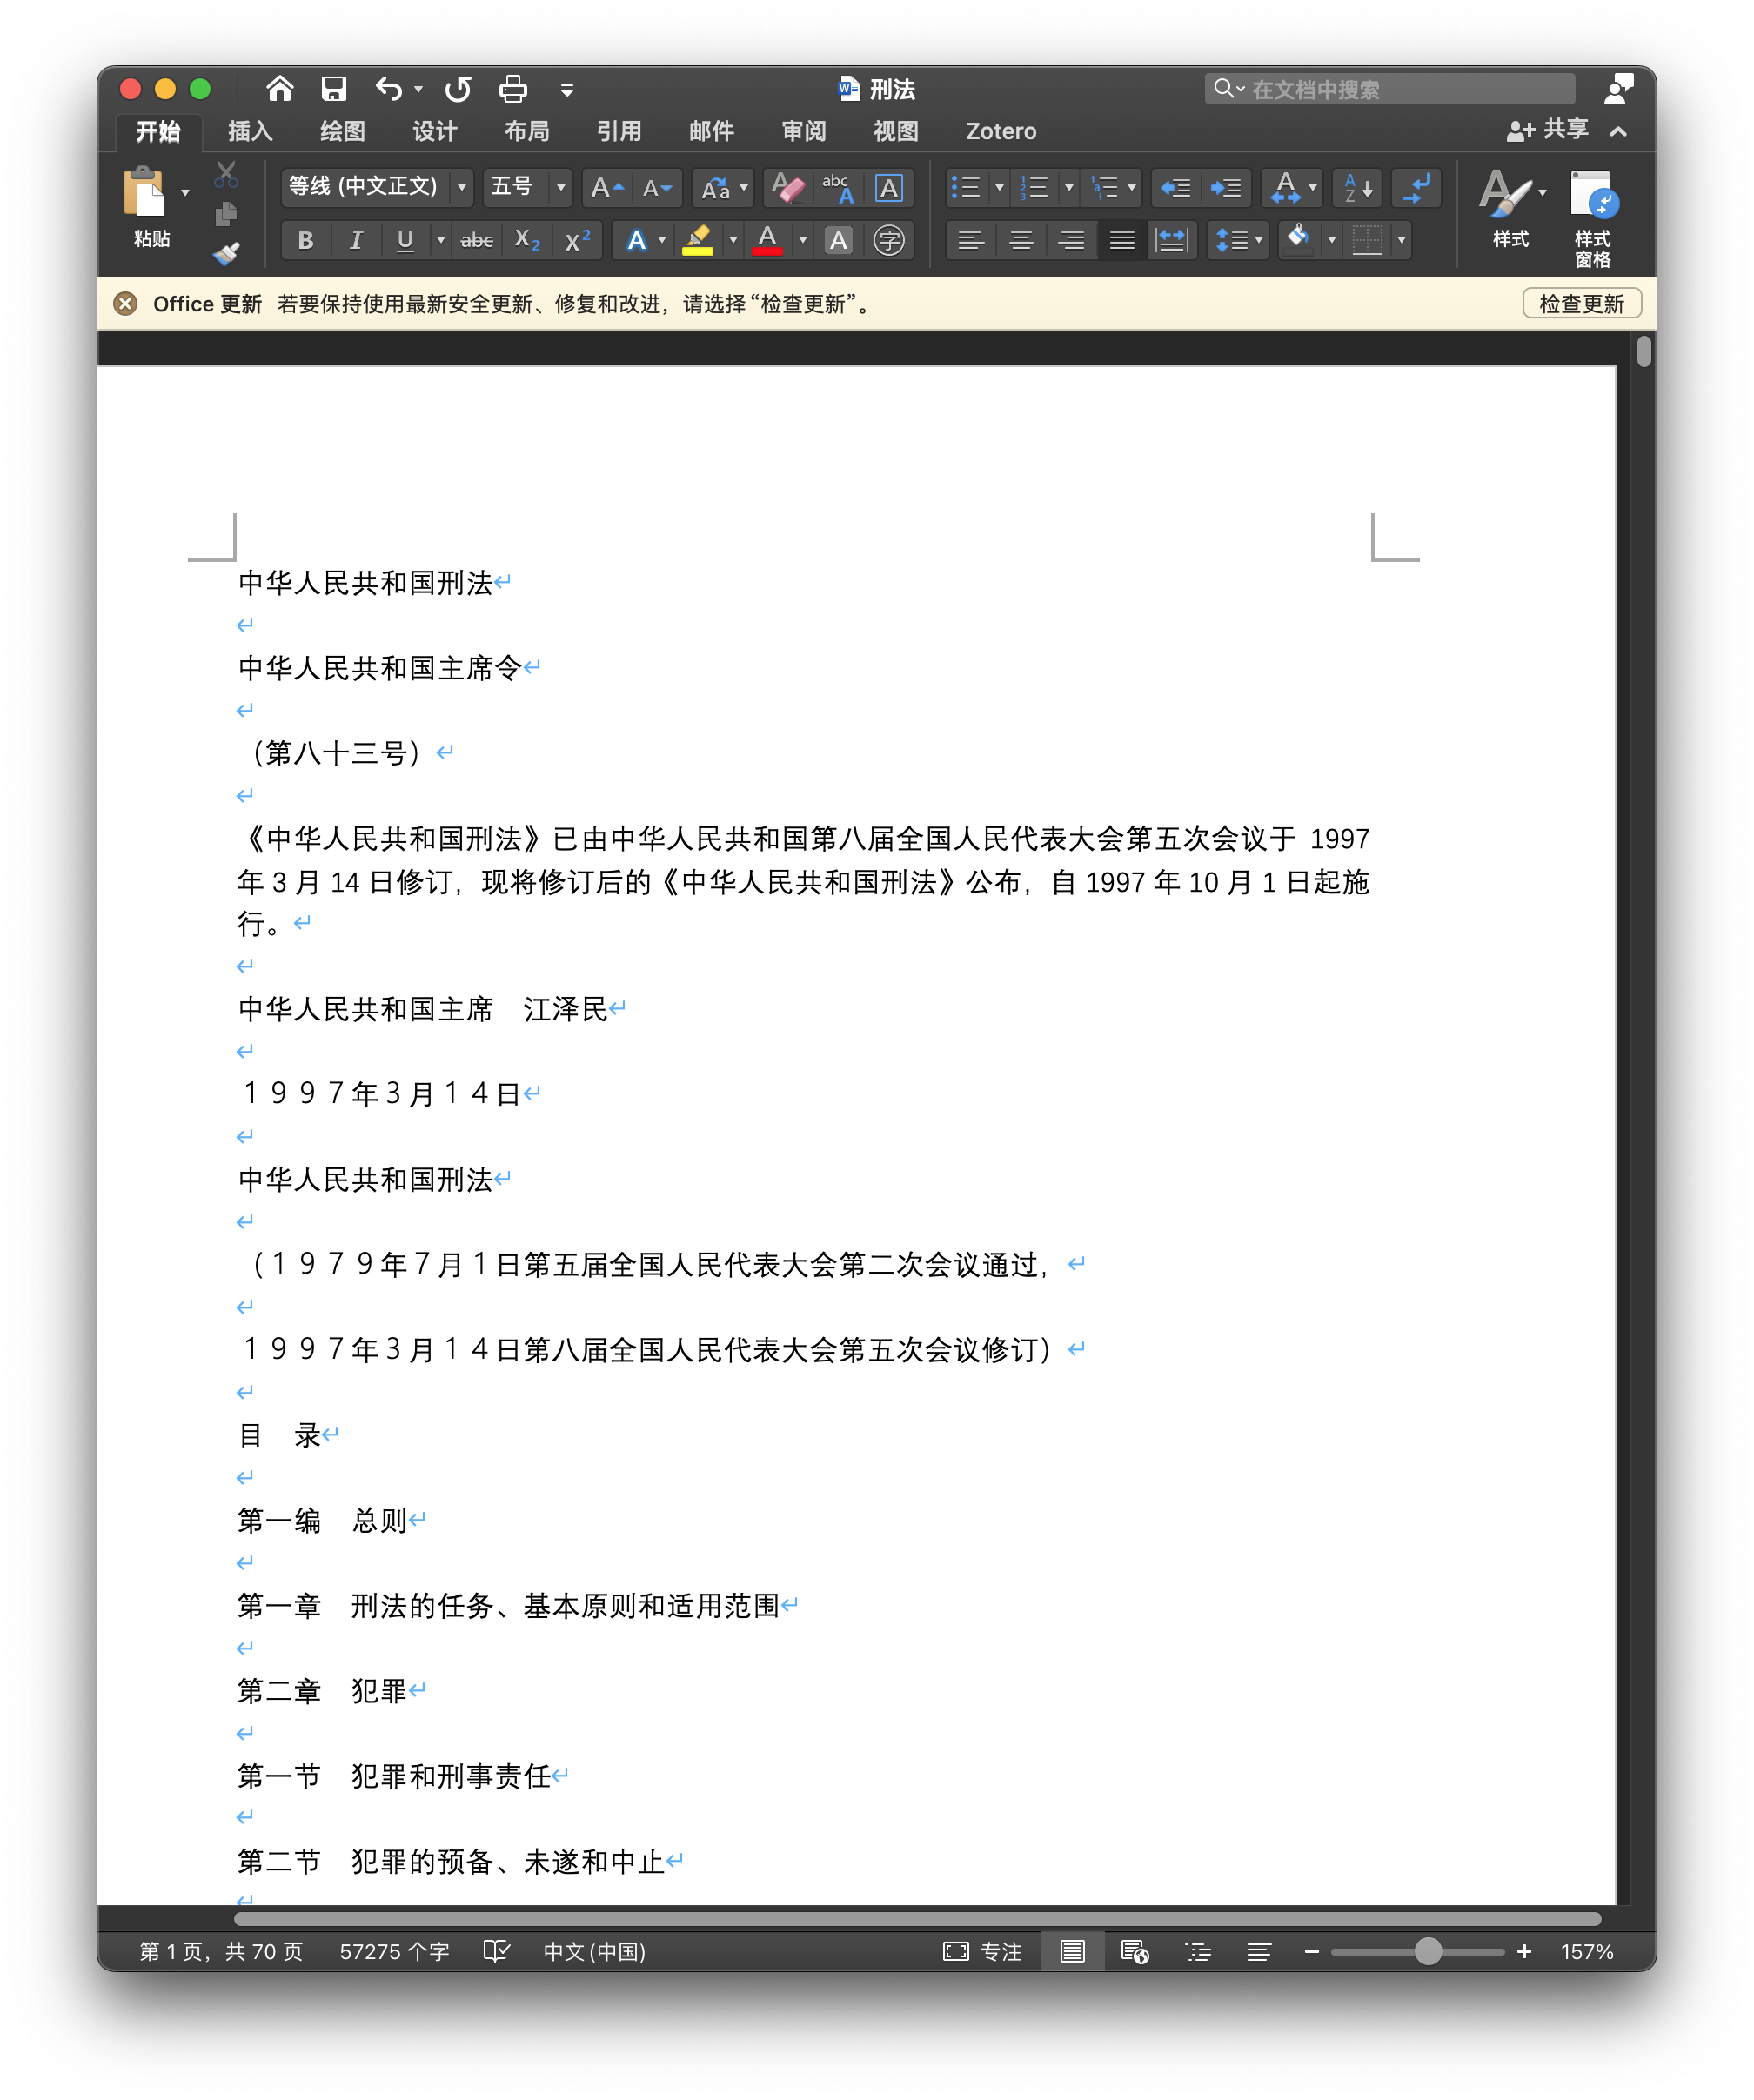 刑法
在文档中搜索
开始 插入 绘图 设计 布局 引用 邮件 审阅 视图 Zotero 共享
粘贴
等线 (中文正文) 五号
样式
样式
窗格
Office 更新 若要保持使用最新安全更新、修复和改进，请选择“检查更新”。 检查更新
中华人民共和国刑法
中华人民共和国主席令
（第八十三号）
《中华人民共和国刑法》已由中华人民共和国第八届全国人民代表大会第五次会议于 1997
年 3 月 14 日修订，现将修订后的《中华人民共和国刑法》公布，自 1997 年 10 月 1 日起施
行。
中华人民共和国主席　江泽民
１９９７年３月１４日
中华人民共和国刑法
（１９７９年７月１日第五届全国人民代表大会第二次会议通过，
１９９７年３月１４日第八届全国人民代表大会第五次会议修订）
目　录
第一编　总则
第一章　刑法的任务、基本原则和适用范围
第二章　犯罪
第一节　犯罪和刑事责任
第二节　犯罪的预备、未遂和中止
第 1 页，共 70 页 57275 个字 中文 (中国) 专注 157%